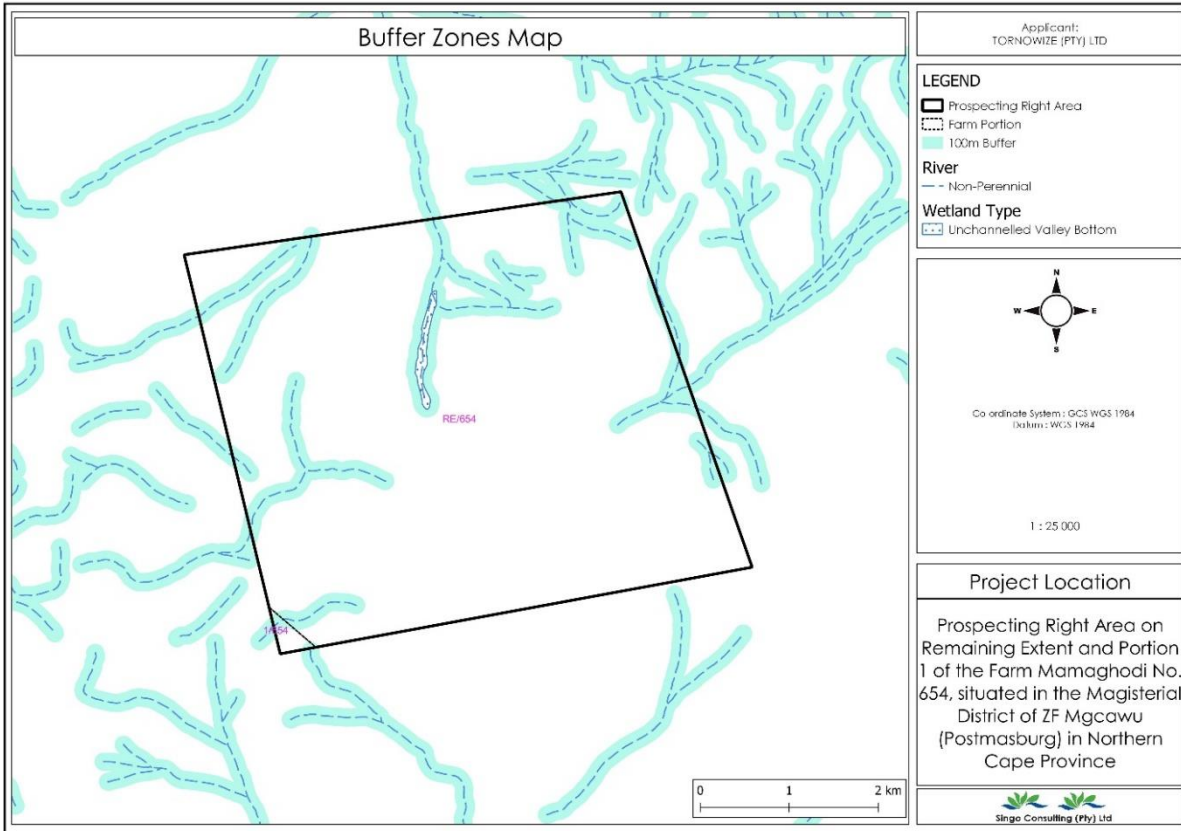 Buffer Zones Map
Applicant:
TORNOWIZE (PTY) LTD
LEGEND
Prospecting Right Area
Farm Portion
100m Buffer
River
Non-Perennial
Wetland Type
Unchannelled Valley Bottom
N
W E
S
Co ordinate System : GCS WGS 1984
Datum : WGS 1984
1 : 25 000
RE/654
1/654
0 1 2 km
Project Location
Prospecting Right Area on
Remaining Extent and Portion
1 of the Farm Mamaghodi No.
654, situated in the Magisterial
District of ZF Mgcawu
(Postmasburg) in Northern
Cape Province
Singo Consulting (Pty) Ltd